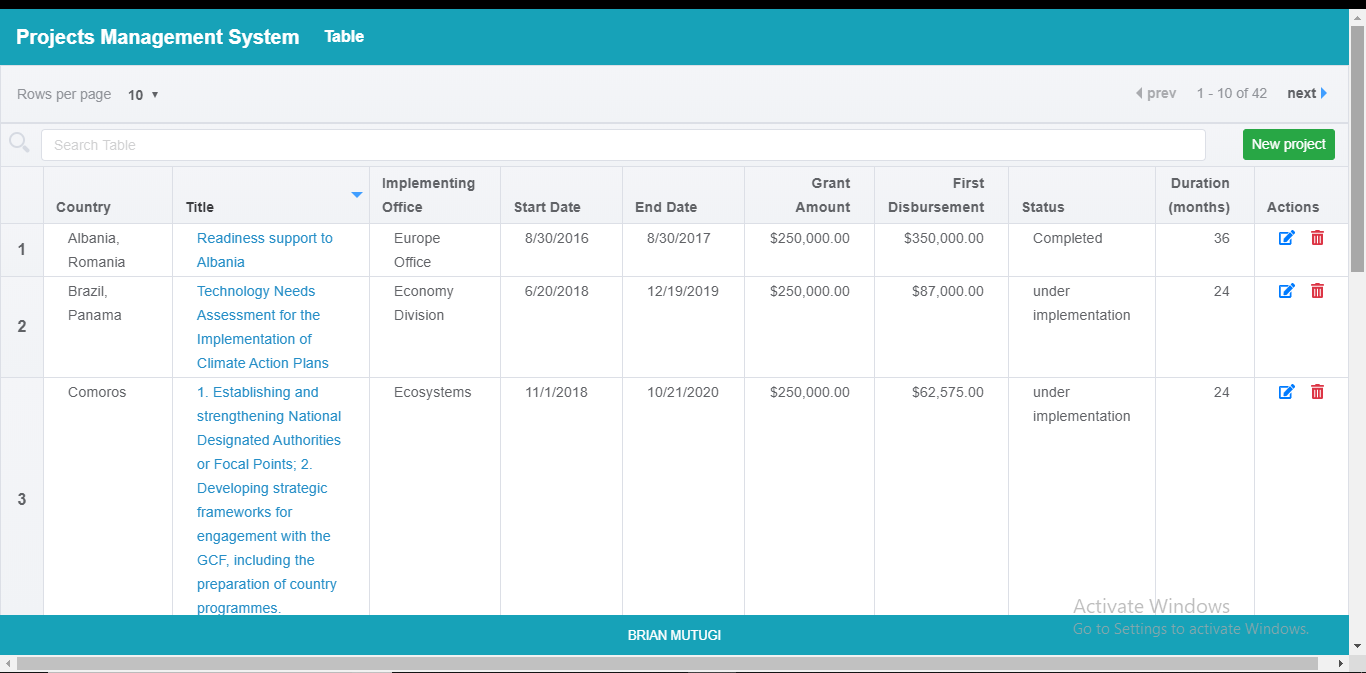 Projects Management System Table
Rows per page 10
prev 1 - 10 of 42 next
Search Table
New project
Country
Title
Implementing
Office
Start Date
End Date
Grant
Amount
First
Disbursement
Status
Duration
(months)
Actions
1
Albania,
Romania
Readiness support to
Albania
Europe
Office
8/30/2016
8/30/2017
$250,000.00
$350,000.00
Completed
36
2
Brazil,
Panama
Technology Needs
Assessment for the
Implementation of
Climate Action Plans
Economy
Division
6/20/2018
12/19/2019
$250,000.00
$87,000.00
under
implementation
24
3
Comoros
1. Establishing and
strengthening National
Designated Authorities
or Focal Points; 2.
Developing strategic
frameworks for
engagement with the
GCF, including the
preparation of country
programmes.
Ecosystems
11/1/2018
10/21/2020
$250,000.00
$62,575.00
under
implementation
24
Activate Windows
Go to Settings to activate Windows.
BRIAN MUTUGI